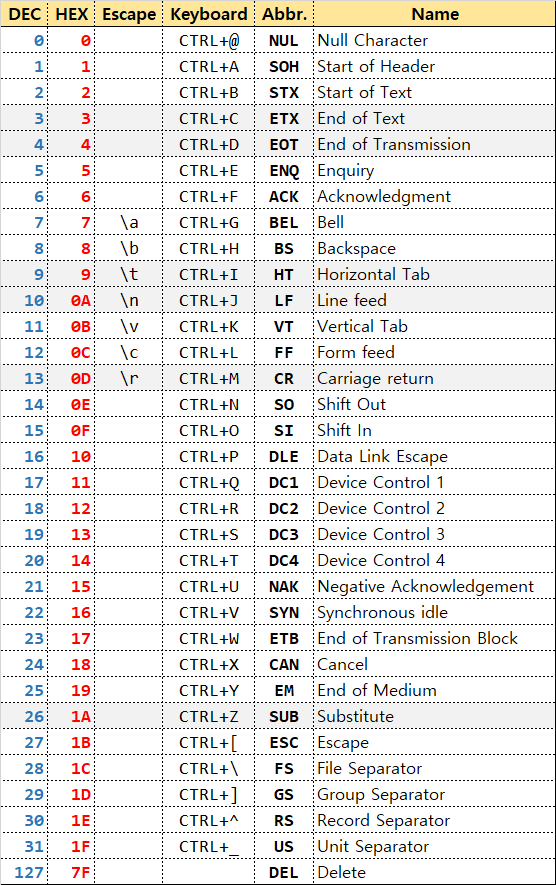 DEC HEX Escape Keyboard Abbr. Name
0 0 CTRL+@ NUL Null Character
1 1 CTRL+A SOH Start of Header
2 2 CTRL+B STX Start of Text
3 3 CTRL+C ETX End of Text
4 4 CTRL+D EOT End of Transmission
5 5 CTRL+E ENQ Enquiry
6 6 CTRL+F ACK Acknowledgment
7 7 \a CTRL+G BEL Bell
8 8 \b CTRL+H BS Backspace
9 9 \t CTRL+I HT Horizontal Tab
10 0A \n CTRL+J LF Line feed
11 0B \v CTRL+K VT Vertical Tab
12 0C \c CTRL+L FF Form feed
13 0D \r CTRL+M CR Carriage return
14 0E CTRL+N SO Shift Out
15 0F CTRL+O SI Shift In
16 10 CTRL+P DLE Data Link Escape
17 11 CTRL+Q DC1 Device Control 1
18 12 CTRL+R DC2 Device Control 2
19 13 CTRL+S DC3 Device Control 3
20 14 CTRL+T DC4 Device Control 4
21 15 CTRL+U NAK Negative Acknowledgement
22 16 CTRL+V SYN Synchronous idle
23 17 CTRL+W ETB End of Transmission Block
24 18 CTRL+X CAN Cancel
25 19 CTRL+Y EM End of Medium
26 1A CTRL+Z SUB Substitute
27 1B CTRL+[ ESC Escape
28 1C CTRL+\ FS File Separator
29 1D CTRL+] GS Group Separator
30 1E CTRL+^ RS Record Separator
31 1F CTRL+_ US Unit Separator
127 7F DEL Delete